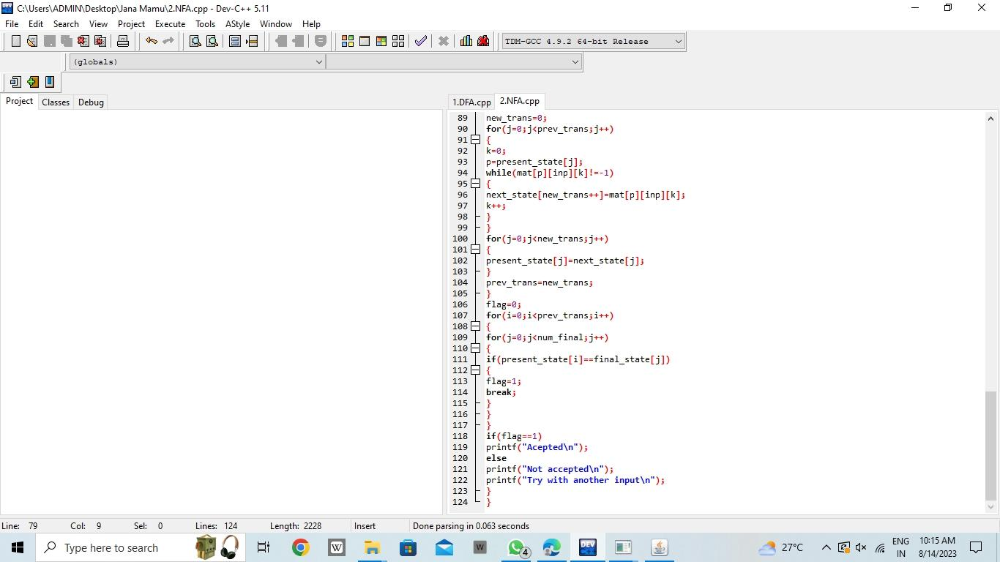 C:\Users\ADMIN\Desktop\Jana Mamu\2.NFA.cpp - Dev-C++ 5.11
File Edit Search View Project Execute Tools AStyle Window Help
TDM-GCC 4.9.2 64-bit Release
(globals)
Project Classes Debug
1.DFA.cpp 2.NFA.cpp
89 new_trans=0;
90 for(j=0;j<prev_trans;j++)
91 {
92 k=0;
93 p=present_state[j];
94 while(mat[p][inp][k]!=-1)
95 {
96 next_state[new_trans++]=mat[p][inp][k];
97 k++;
98 }
99 }
100 for(j=0;j<new_trans;j++)
101 {
102 present_state[j]=next_state[j];
103 }
104 prev_trans=new_trans;
105 }
106 flag=0;
107 for(i=0;i<prev_trans;i++)
108 {
109 for(j=0;j<num_final;j++)
110 {
111 if(present_state[i]==final_state[j])
112 {
113 flag=1;
114 break;
115 }
116 }
117 }
118 if(flag==1)
119 printf("Acepted\n");
120 else
121 printf("Not accepted\n");
122 printf("Try with another input\n");
123 }
124 }
Line: 79 Col: 9 Sel: 0 Lines: 124 Length: 2228 Insert Done parsing in 0.063 seconds
Type here to search
W
W
4
DEV
27°C
ENG
IN
10:15 AM
8/14/2023